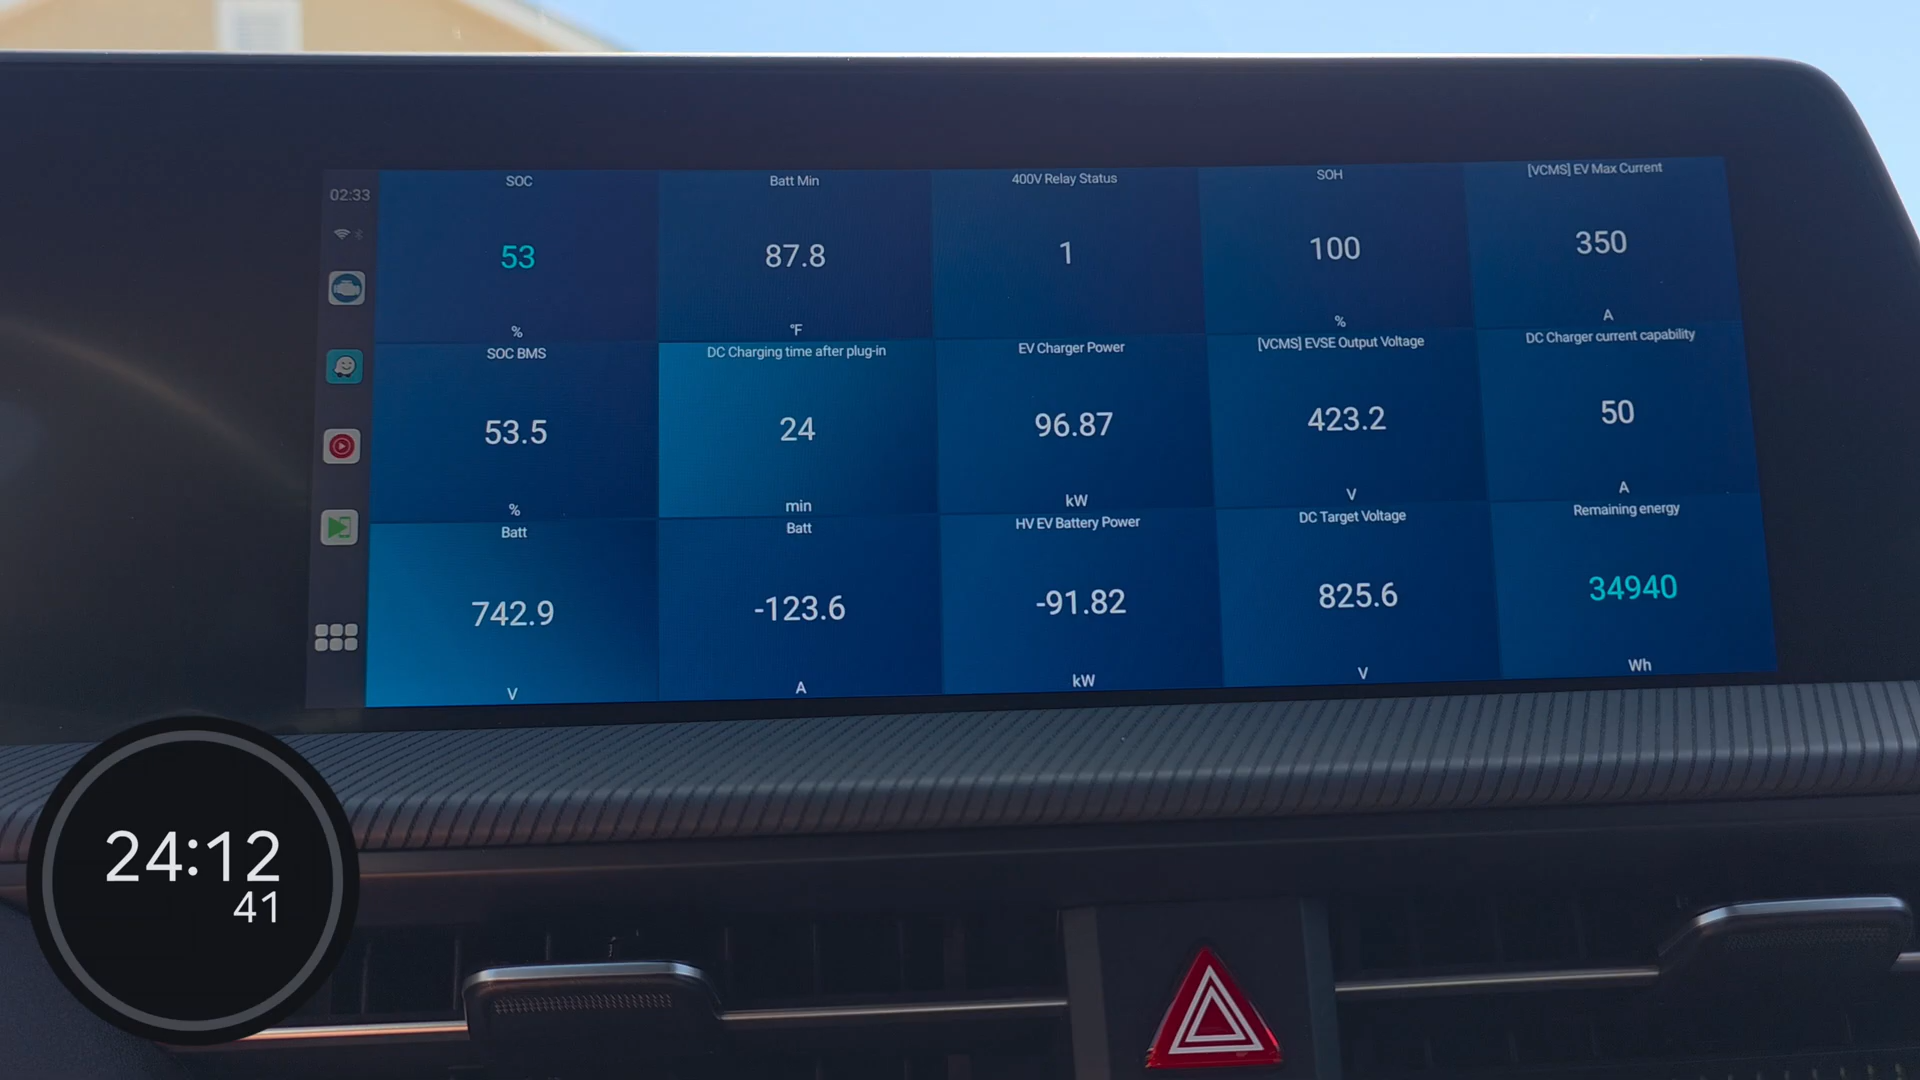 02:33
SOC
53
%
Batt Min
87.8
°F
400V Relay Status
1
SOH
100
%
[VCMS] EV Max Current
350
A
SOC BMS
53.5
%
DC Charging time after plug-in
24
min
EV Charger Power
96.87
kW
[VCMS] EVSE Output Voltage
423.2
V
DC Charger current capability
50
A
Batt
742.9
V
Batt
-123.6
A
HV EV Battery Power
-91.82
kW
DC Target Voltage
825.6
V
Remaining energy
34940
Wh
24:12
41